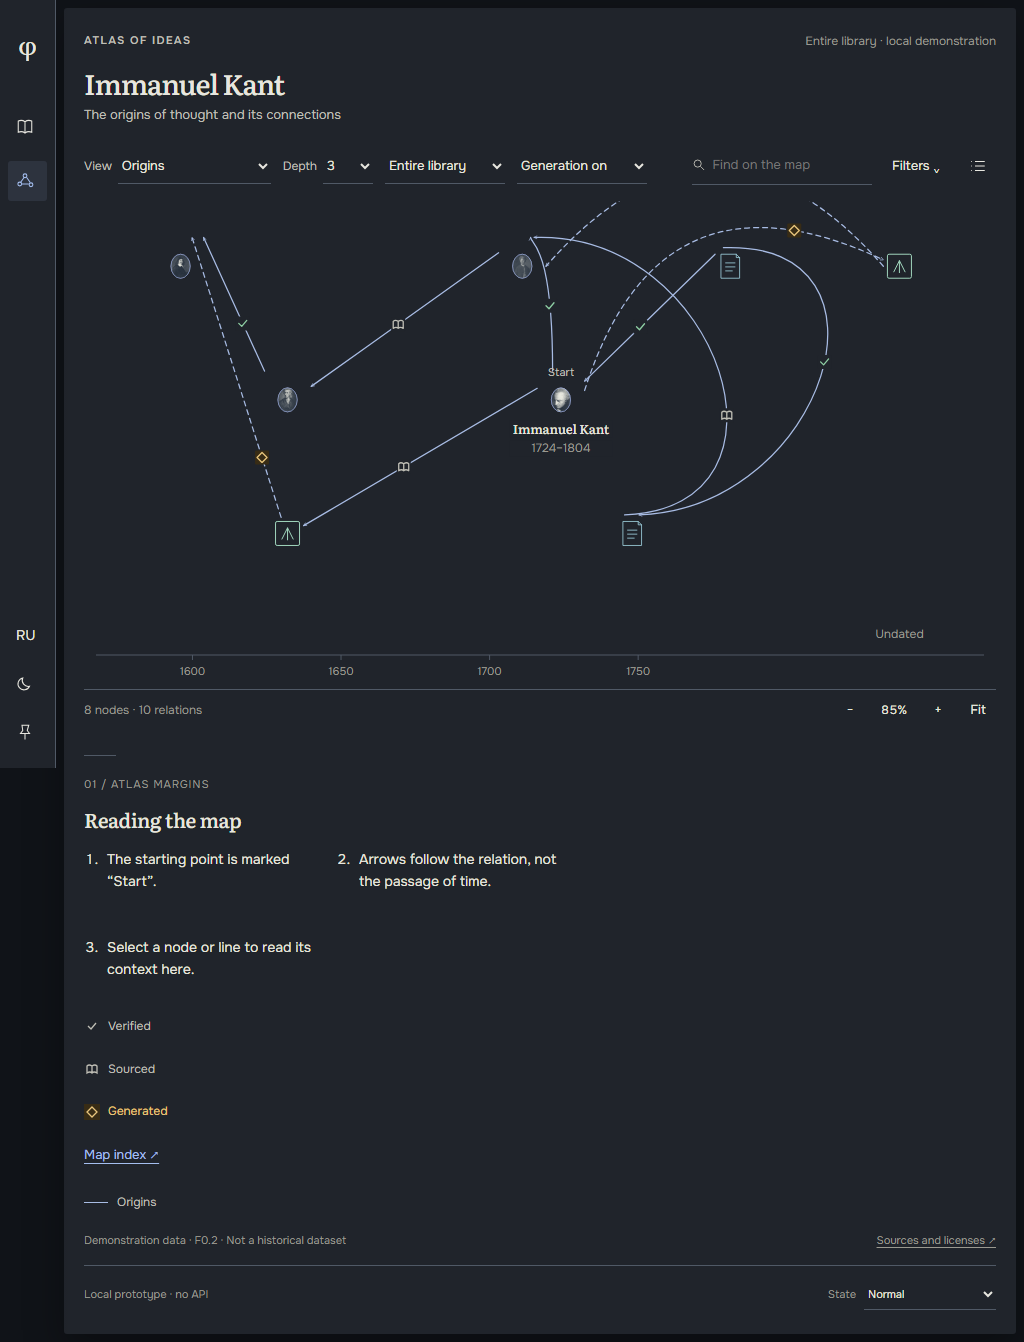 φ
ATLAS OF IDEAS
Entire library · local demonstration
Immanuel Kant
The origins of thought and its connections
View Origins Depth 3 Entire library Generation on Find on the map Filters
Start
Immanuel Kant
1724–1804
RU
Undated
1600 1650 1700 1750
8 nodes · 10 relations
− 85% + Fit
01 / ATLAS MARGINS
Reading the map
1. The starting point is marked
“Start”.
2. Arrows follow the relation, not
the passage of time.
3. Select a node or line to read its
context here.
Verified
Sourced
Generated
Map index ↗
Origins
Demonstration data · F0.2 · Not a historical dataset
Sources and licenses ↗
Local prototype · no API
State Normal